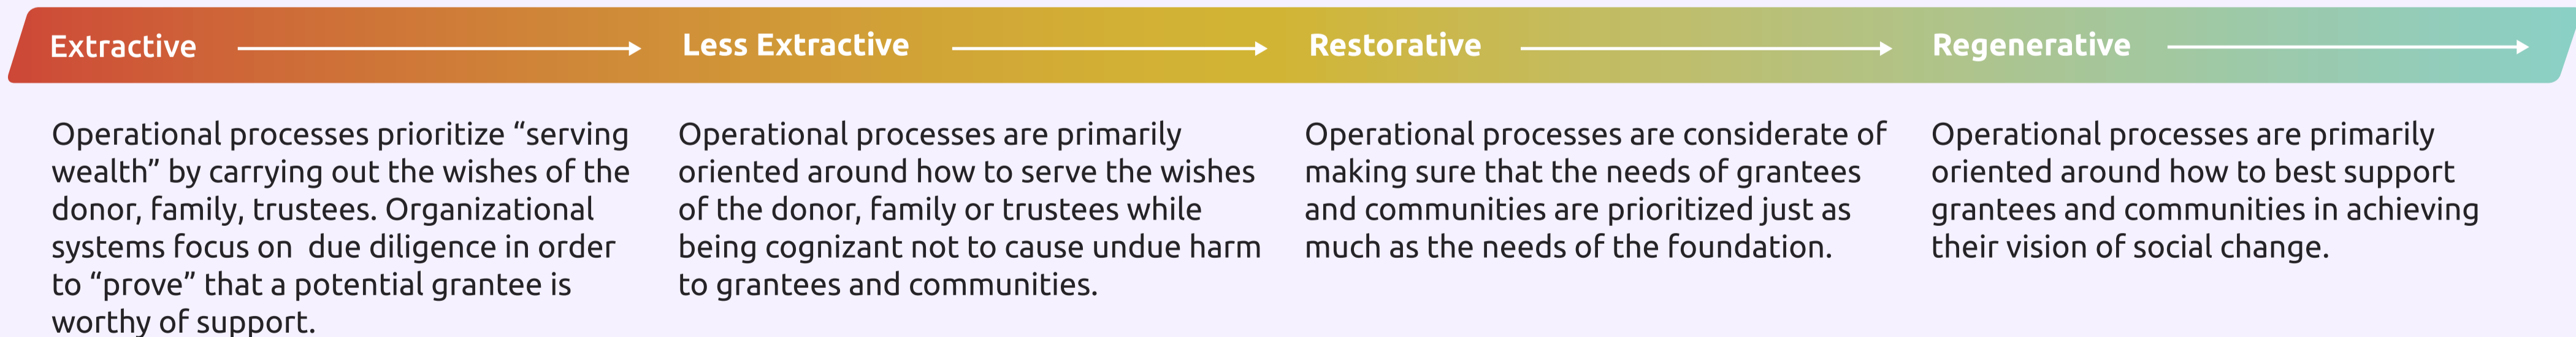 Extractive
Less Extractive
Restorative
Regenerative
Operational processes prioritize “serving
wealth” by carrying out the wishes of the
donor, family, trustees. Organizational
systems focus on  due diligence in order
to “prove” that a potential grantee is
worthy of support.
Operational processes are primarily
oriented around how to serve the wishes
of the donor, family or trustees while
being cognizant not to cause undue harm
to grantees and communities.
Operational processes are considerate of
making sure that the needs of grantees
and communities are prioritized just as
much as the needs of the foundation.
Operational processes are primarily
oriented around how to best support
grantees and communities in achieving
their vision of social change.